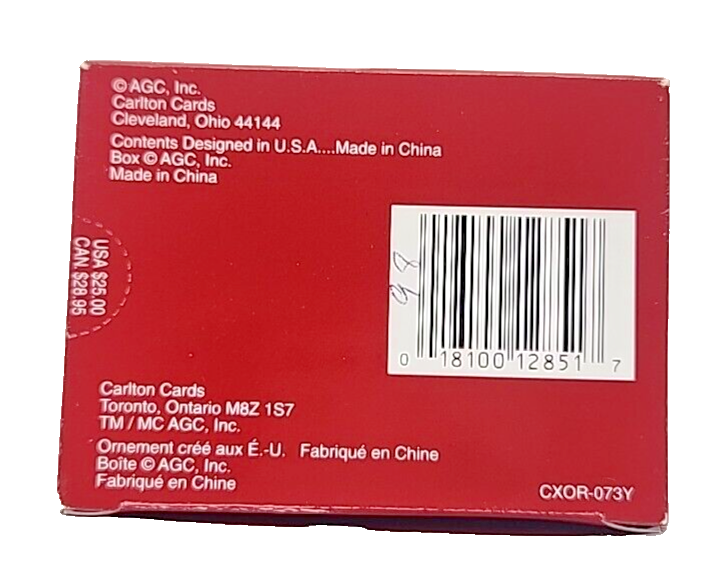 © AGC, Inc.
Carlton Cards
Cleveland, Ohio 44144
Contents Designed in U.S.A....Made in China
Box © AGC, Inc.
Made in China
USA $25.00
CAN. $28.95
98
0 18100 12851 7
Carlton Cards
Toronto, Ontario M8Z 1S7
TM / MC AGC, Inc.
Ornement créé aux É.-U. Fabriqué en Chine
Boîte © AGC, Inc.
Fabriqué en Chine
CXOR-073Y